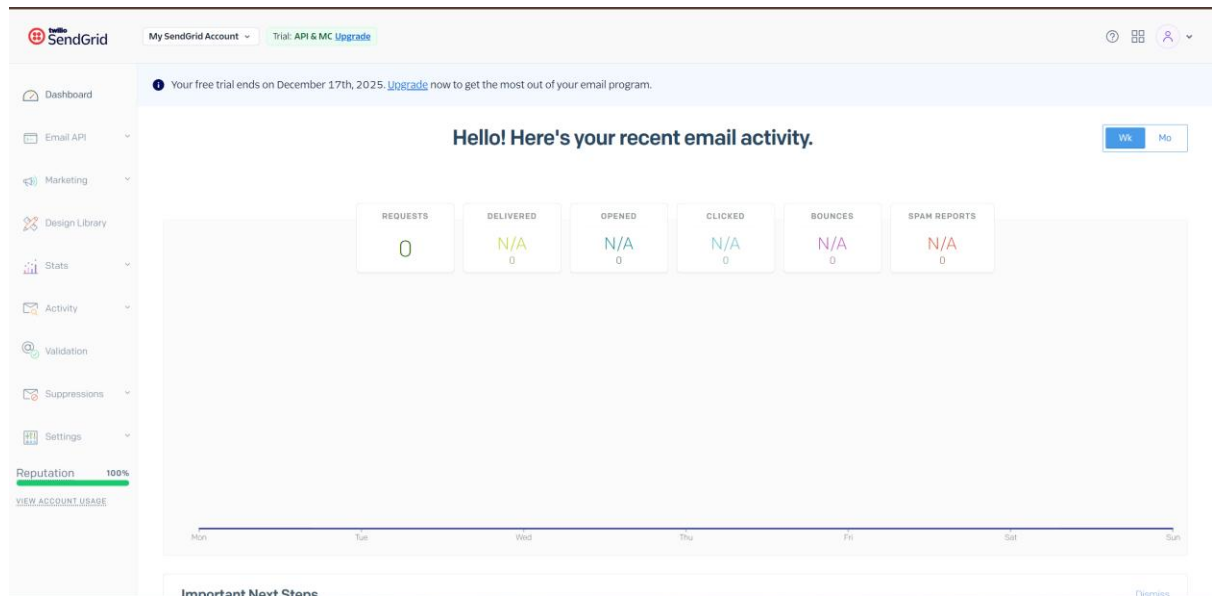 twilio
SendGrid
My SendGrid Account
Trial: API & MC Upgrade
Your free trial ends on December 17th, 2025. Upgrade now to get the most out of your email program.
Dashboard
Email API
Marketing
Design Library
Stats
Activity
Validation
Suppressions
Settings
Reputation 100%
VIEW ACCOUNT USAGE
Hello! Here's your recent email activity.
Wk Mo
REQUESTS DELIVERED OPENED CLICKED BOUNCES SPAM REPORTS
0 N/A N/A N/A N/A N/A
0 0 0 0 0
Mon Tue Wed Thu Fri Sat Sun
Important Next Steps
Dismiss